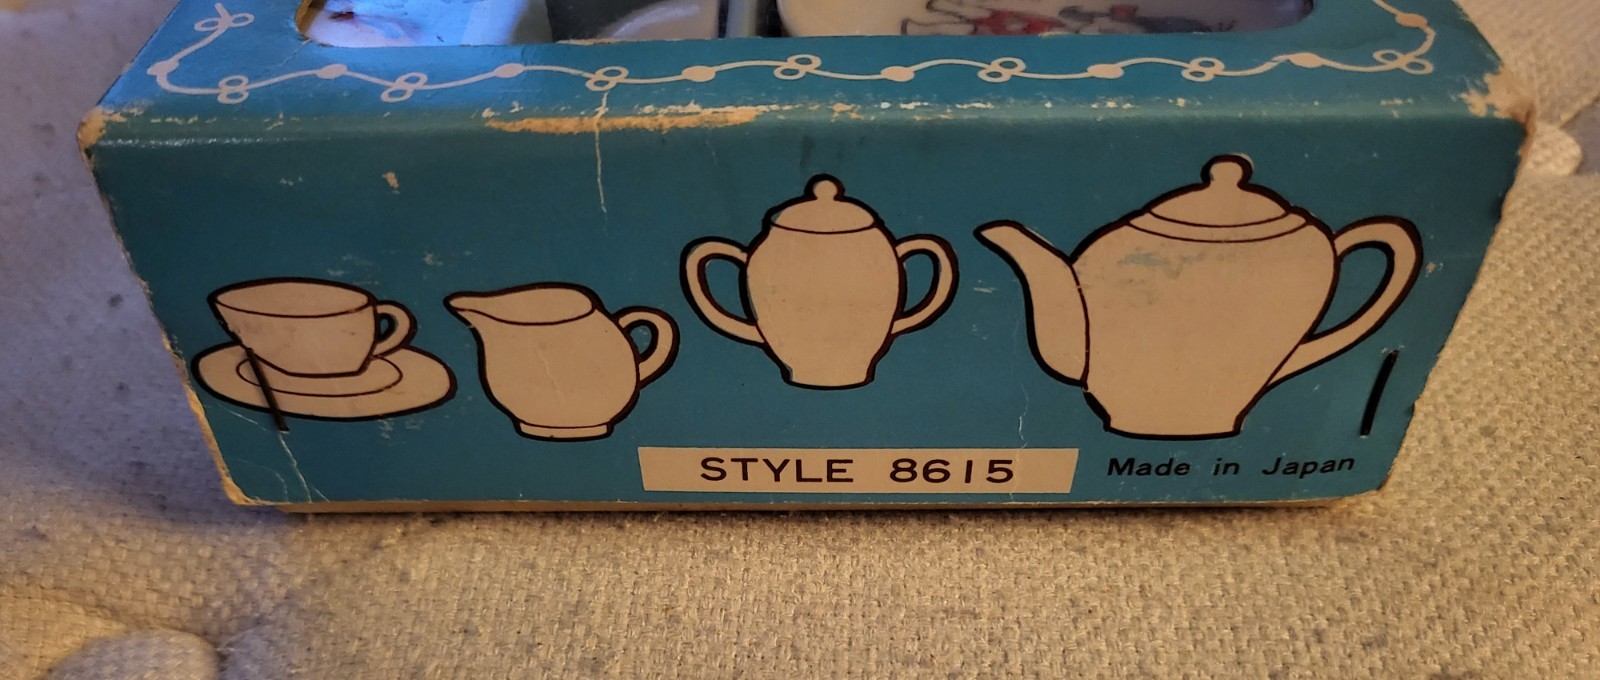 STYLE 8615
Made in Japan